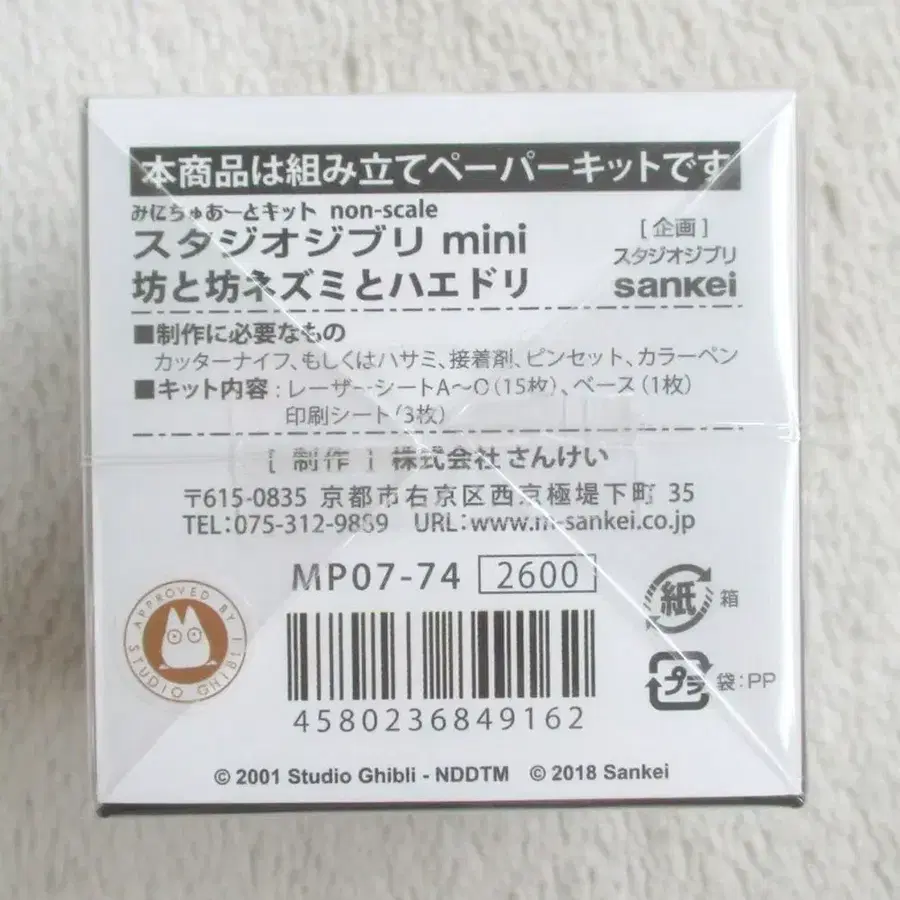 本商品は組み立てペーパーキットです
みにちゅあーとキット non-scale
スタジオジブリ mini
坊と坊ネズミとハエドリ
[ 企画 ]
スタジオジブリ
sankei
■制作に必要なもの
カッターナイフ、もしくはハサミ、接着剤、ピンセット、カラーペン
■キット内容：レーザーシートA～O（15枚）、ベース（1枚）
印刷シート（3枚）
[ 制作 ] 株式会社 さんけい
〒615-0835 京都市右京区西京極堤下町 35
TEL：075-312-9889 URL：www.m-sankei.co.jp
MP07-74 2600
紙 箱
プラ 袋：PP
APPROVED BY STUDIO GHIBLI
4580236849162
© 2001 Studio Ghibli - NDDTM © 2018 Sankei